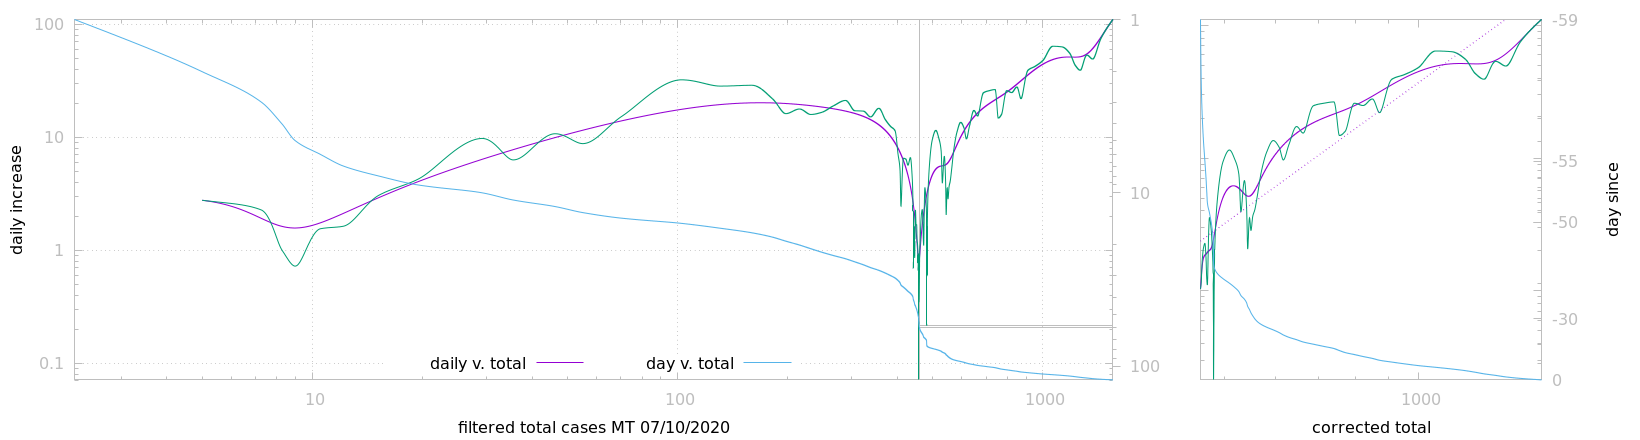 100
10
1
0.1
daily increase
daily v. total
day v. total
10
100
1000
filtered total cases MT 07/10/2020
1
10
100
1000
corrected total
-59
-55
-50
-30
0
day since